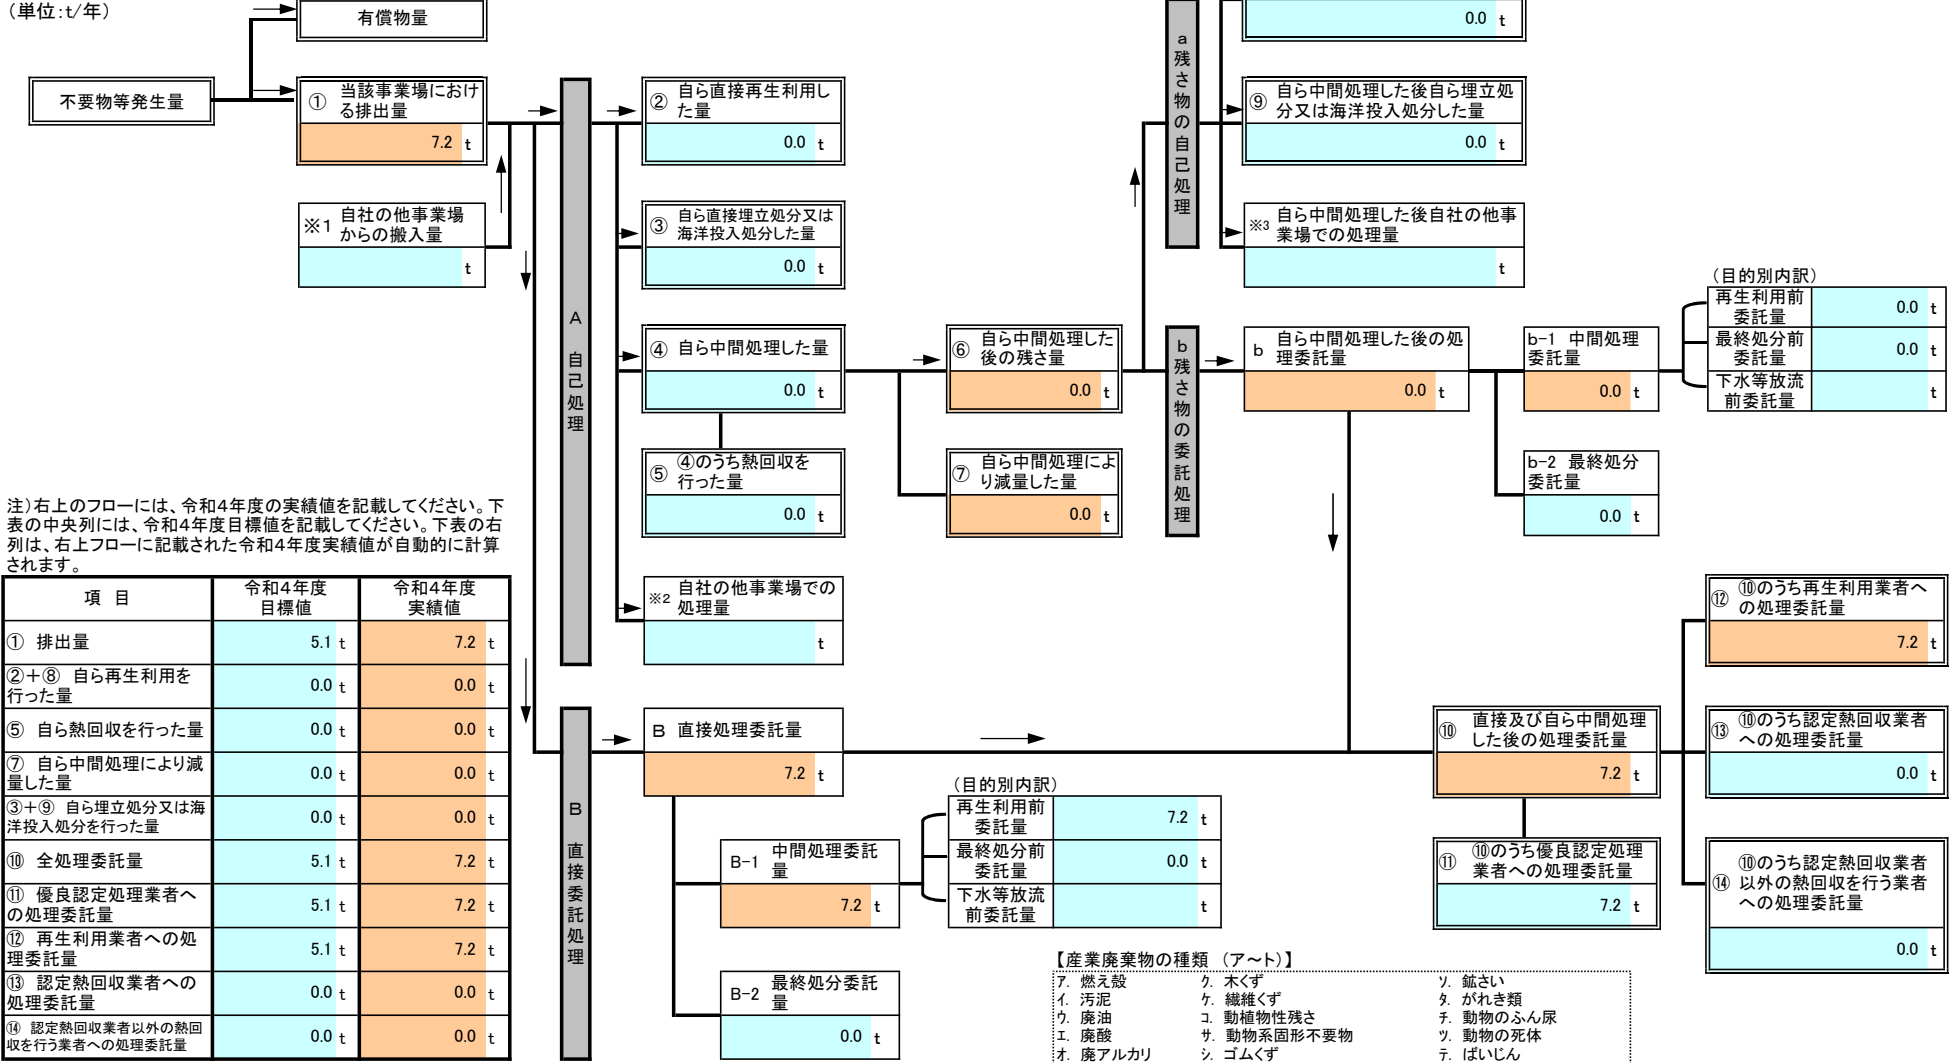 （単位:t/年）
有償物量
不要物等発生量
① 当該事業場におけ
る排出量
7.2 t
※1 自社の他事業場
からの搬入量
t
A 自己処理
② 自ら直接再生利用し
た量
0.0 t
③ 自ら直接埋立処分又は
海洋投入処分した量
0.0 t
④ 自ら中間処理した量
0.0 t
⑤ ④のうち熱回収を
行った量
0.0 t
※2 自社の他事業場での
処理量
t
⑥ 自ら中間処理した
後の残さ量
0.0 t
⑦ 自ら中間処理によ
り減量した量
0.0 t
a 残さ物の自己処理
0.0 t
⑨ 自ら中間処理した後自ら埋立処
分又は海洋投入処分した量
0.0 t
※3 自ら中間処理した後自社の他事
業場での処理量
t
b 残さ物の委託処理
b 自ら中間処理した後の処
理委託量
0.0 t
b-1 中間処理
委託量
0.0 t
b-2 最終処分
委託量
0.0 t
（目的別内訳）
再生利用前
委託量 0.0 t
最終処分前
委託量 0.0 t
下水等放流
前委託量 t
注）右上のフローには、令和4年度の実績値を記載してください。下
表の中央列には、令和4年度目標値を記載してください。下表の右
列は、右上フローに記載された令和4年度実績値が自動的に計算
されます。
項 目 令和4年度 目標値 令和4年度 実績値
① 排出量 5.1 t 7.2 t
②＋⑧ 自ら再生利用を
行った量 0.0 t 0.0 t
⑤ 自ら熱回収を行った量 0.0 t 0.0 t
⑦ 自ら中間処理により減
量した量 0.0 t 0.0 t
③＋⑨ 自ら埋立処分又は海
洋投入処分を行った量 0.0 t 0.0 t
⑩ 全処理委託量 5.1 t 7.2 t
⑪ 優良認定処理業者へ
の処理委託量 5.1 t 7.2 t
⑫ 再生利用業者への処
理委託量 5.1 t 7.2 t
⑬ 認定熱回収業者への
処理委託量 0.0 t 0.0 t
⑭ 認定熱回収業者以外の熱回
収を行う業者への処理委託量 0.0 t 0.0 t
B 直接委託処理
B 直接処理委託量
7.2 t
B-1 中間処理委託
量
7.2 t
B-2 最終処分委託
量
0.0 t
（目的別内訳）
再生利用前
委託量 7.2 t
最終処分前
委託量 0.0 t
下水等放流
前委託量 t
⑩ 直接及び自ら中間処理
した後の処理委託量
7.2 t
⑪ ⑩のうち優良認定処理
業者への処理委託量
7.2 t
⑫ ⑩のうち再生利用業者へ
の処理委託量
7.2 t
⑬ ⑩のうち認定熱回収業者
への処理委託量
0.0 t
⑭ ⑩のうち認定熱回収業者
以外の熱回収を行う業者
への処理委託量
0.0 t
【産業廃棄物の種類 （ア～ト）】
ア. 燃え殻 ク. 木くず ソ. 鉱さい
イ. 汚泥 ケ. 繊維くず タ. がれき類
ウ. 廃油 コ. 動植物性残さ チ. 動物のふん尿
エ. 廃酸 サ. 動物系固形不要物 ツ. 動物の死体
オ. 廃アルカリ シ. ゴムくず テ. ばいじん